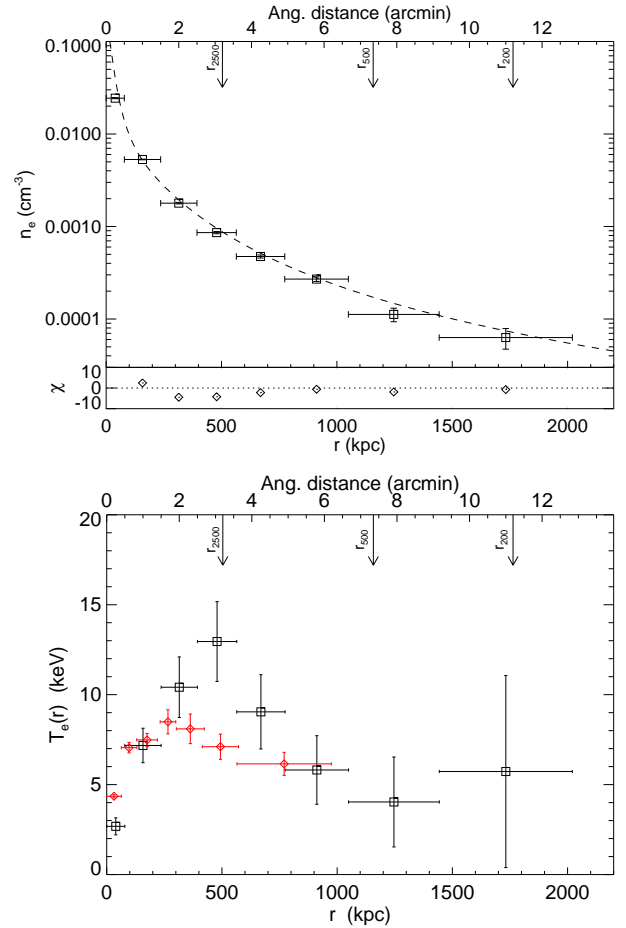 Ang. distance (arcmin)
0 2 4 6 8 10 12
r2500 r500 r200
0.1000
0.0100
0.0010
0.0001
n_e (cm^-3)
10
0
-10
χ
0 500 1000 1500 2000
r (kpc)
Ang. distance (arcmin)
0 2 4 6 8 10 12
r2500 r500 r200
20
15
10
5
0
T_e(r) (keV)
0 500 1000 1500 2000
r (kpc)